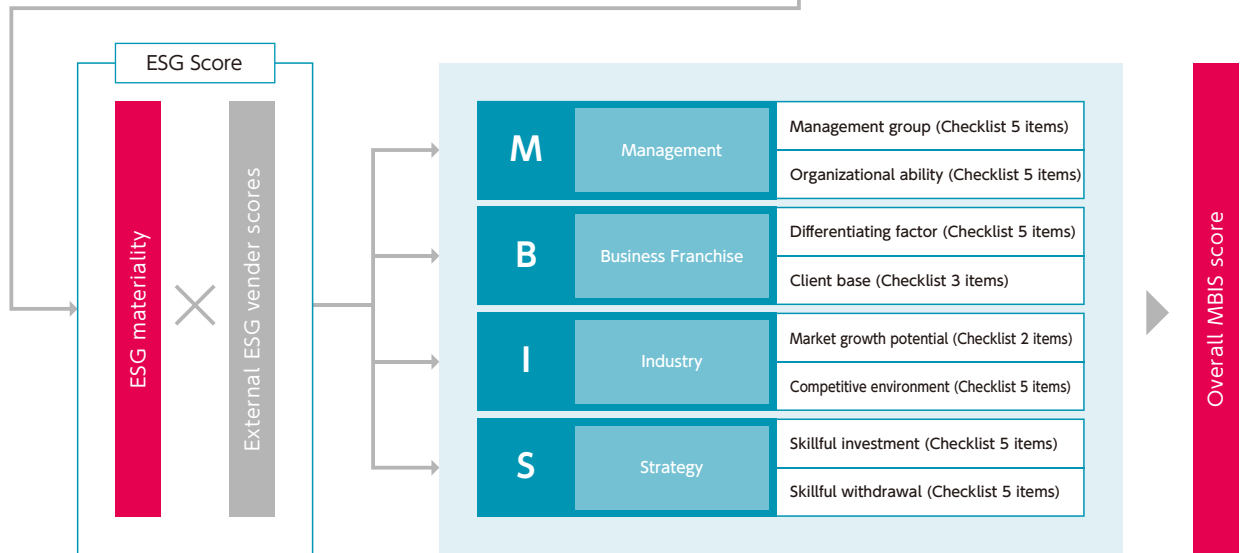 ESG Score
ESG materiality
External ESG vender scores
M
Management
Management group (Checklist 5 items)
Organizational ability (Checklist 5 items)
B
Business Franchise
Differentiating factor (Checklist 5 items)
Client base (Checklist 3 items)
I
Industry
Market growth potential (Checklist 2 items)
Competitive environment (Checklist 5 items)
S
Strategy
Skillful investment (Checklist 5 items)
Skillful withdrawal (Checklist 5 items)
Overall MBIS score